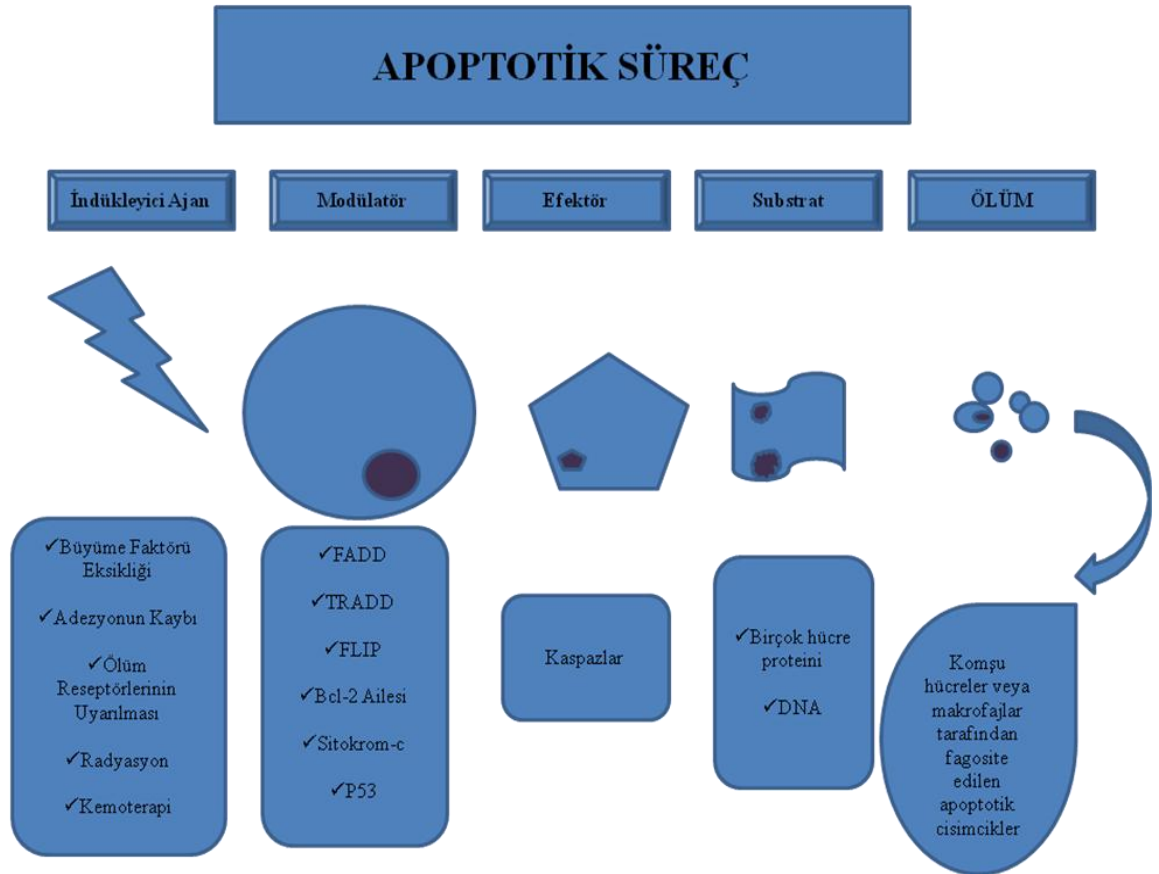 APOPTOTİK SÜREÇ
İndükleyici Ajan
Modülatör
Efektör
Substrat
ÖLÜM
✓Büyüme Faktörü
Eksikliği
✓Adezyonun Kaybı
✓Ölüm
Reseptörlerinin
Uyarılması
✓Radyasyon
✓Kemoterapi
✓FADD
✓TRADD
✓FLIP
✓Bcl-2 Ailesi
✓Sitokrom-c
✓P53
Kaspazlar
✓Birçok hücre
proteini
✓DNA
Komşu
hücreler veya
makrofajlar
tarafından
fagosite
edilen
apoptotik
cisimcikler